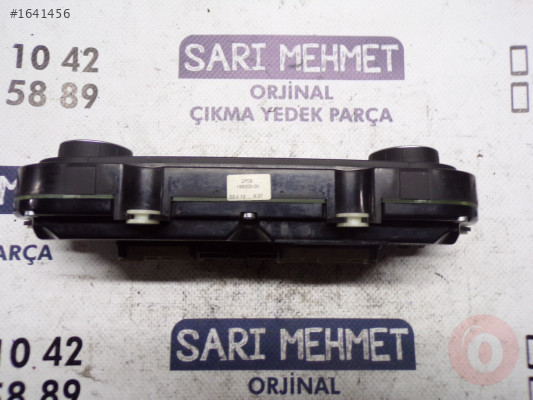 #1641456
10 42
58 89
SARI MEHMET
ORJİNAL
ÇIKMA YEDEK PARÇA
PARÇA
10 42
58 89
SARI MEHMET
ORJİNAL